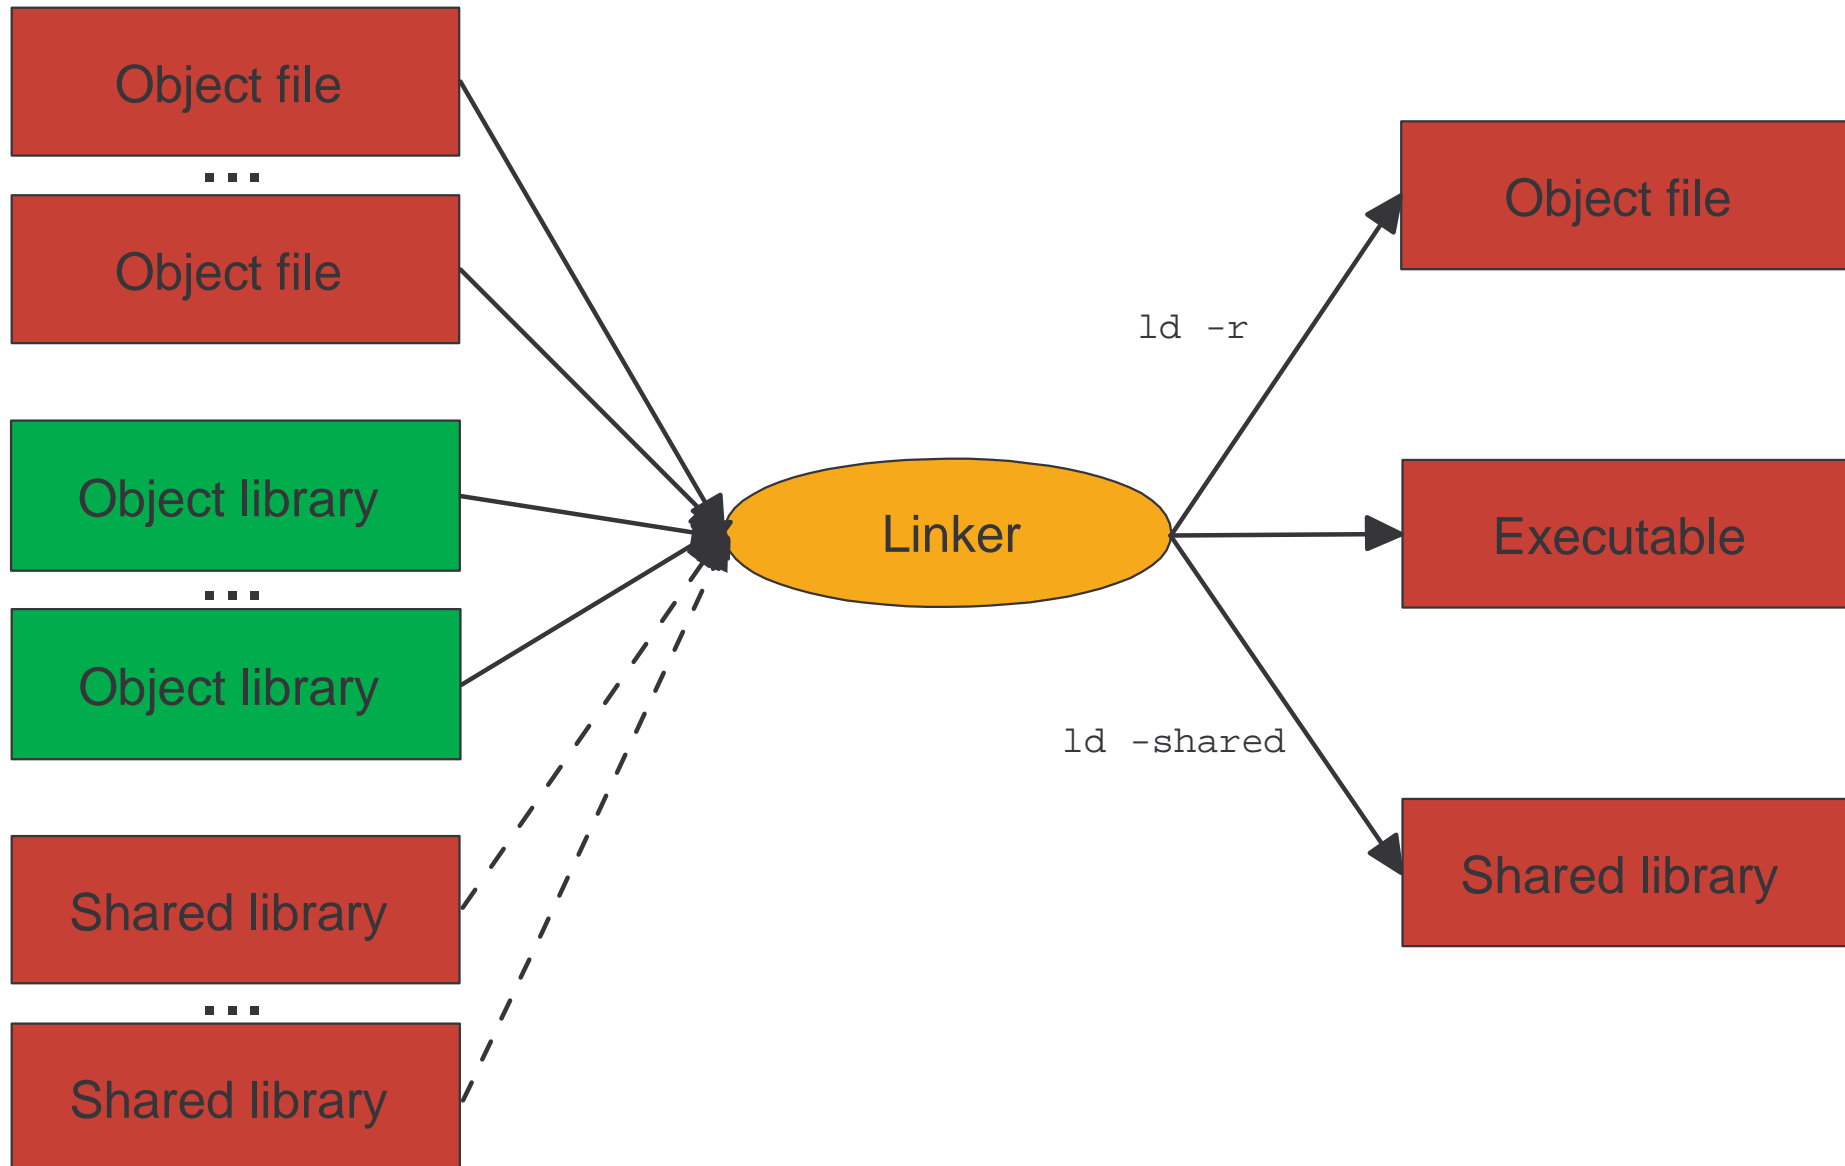 Object file
...
Object file
Object library
...
Object library
Shared library
...
Shared library
Linker
ld -r
ld -shared
Object file
Executable
Shared library